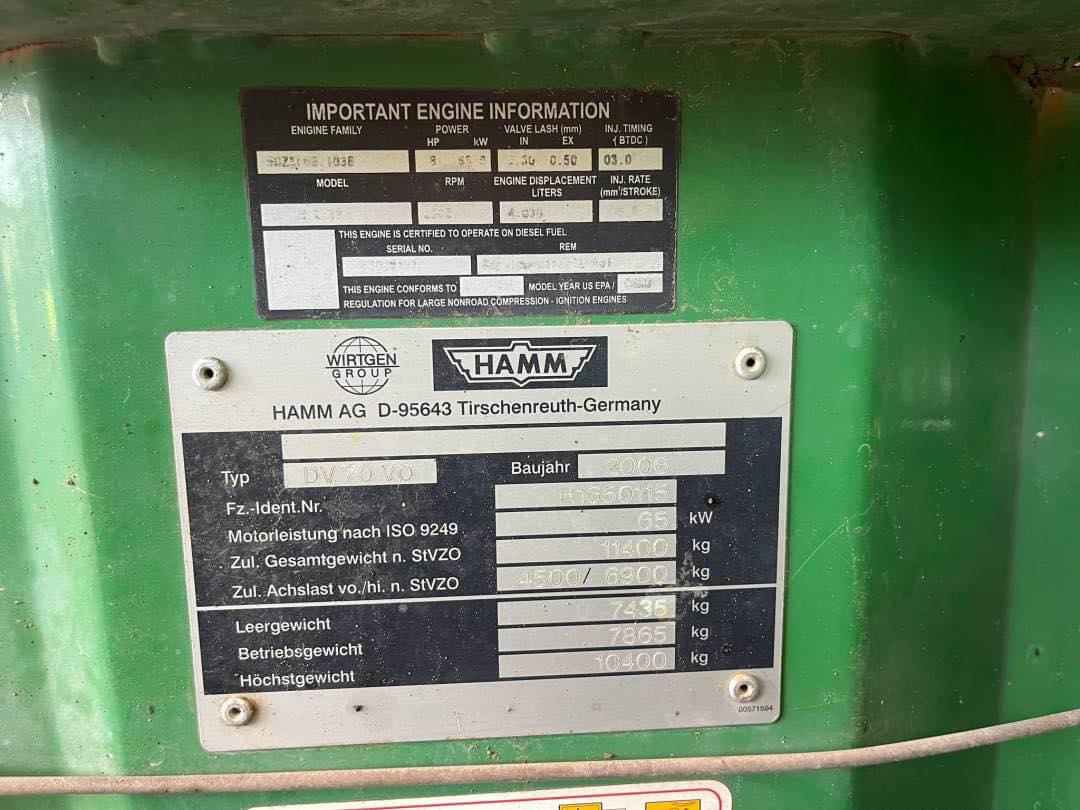 IMPORTANT ENGINE INFORMATION
ENIGINE FAMILY POWER VALVE LASH (mm) INJ. TIMING
HP kW IN EX (BTDC)
0.50 03.0
MODEL RPM ENGINE DISPLACEMENT INJ. RATE
LITERS (mm³/STROKE)
THIS ENGINE IS CERTIFIED TO OPERATE ON DIESEL FUEL
SERIAL NO. REM
THIS ENGINE CONFORMS TO MODEL YEAR US EPA /
REGULATION FOR LARGE NONROAD COMPRESSION - IGNITION ENGINES
WIRTGEN
GROUP
HAMM
HAMM AG D-95643 Tirschenreuth-Germany
Typ DV 70 VO Baujahr 2006
Fz.-Ident.Nr.
Motorleistung nach ISO 9249 65 kW
Zul. Gesamtgewicht n. StVZO 11400 kg
Zul. Achslast vo./hi. n. StVZO 4500/ 6900 kg
Leergewicht 7435 kg
Betriebsgewicht 7865 kg
Höchstgewicht 10400 kg
00571504